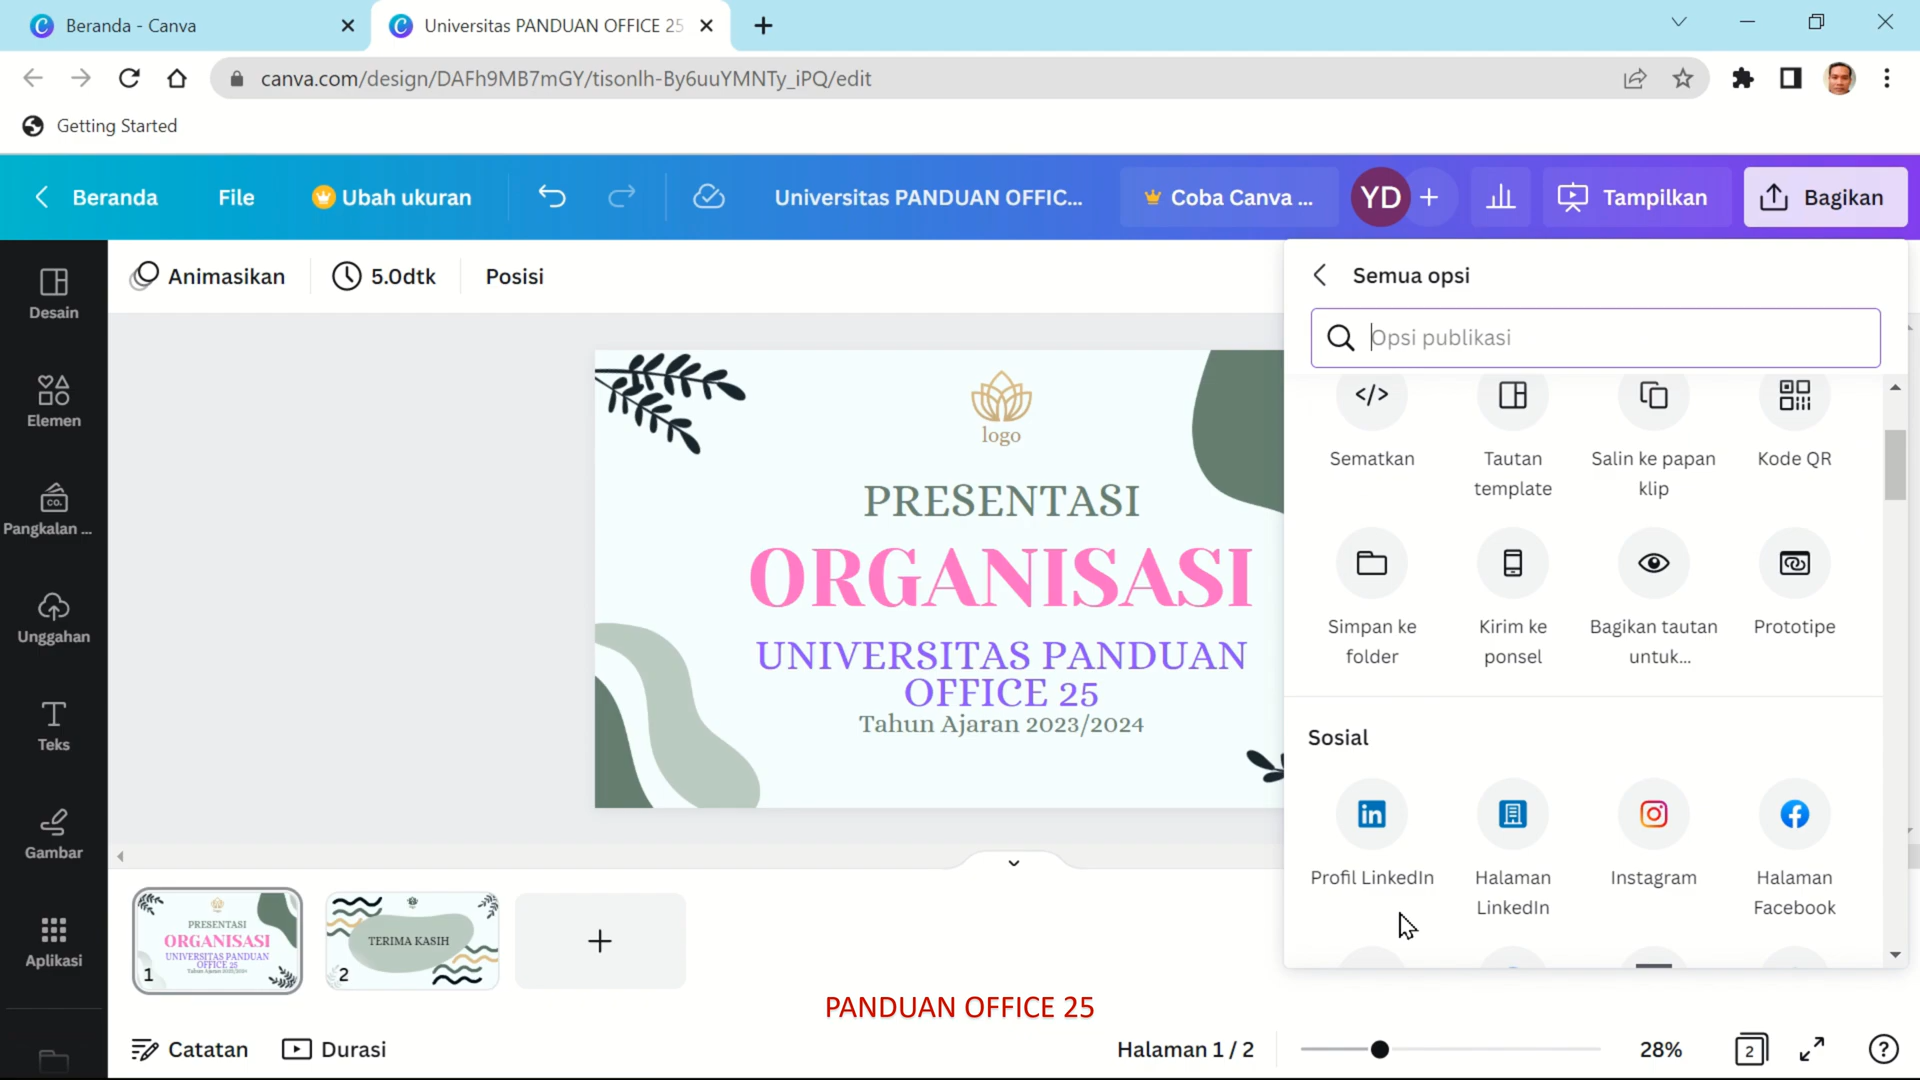 Beranda - Canva
Universitas PANDUAN OFFICE 25
canva.com/design/DAFh9MB7mGY/tisonlh-By6uuYMNTy_iPQ/edit
Getting Started
Beranda
File
Ubah ukuran
Universitas PANDUAN OFFIC...
Coba Canva ...
YD
Tampilkan
Bagikan
Desain
Elemen
CO.
Pangkalan ...
Unggahan
Teks
Gambar
Aplikasi
Animasikan
5.0dtk
Posisi
logo
PRESENTASI
ORGANISASI
UNIVERSITAS PANDUAN
OFFICE 25
Tahun Ajaran 2023/2024
Semua opsi
Opsi publikasi
Sematkan
Tautan
template
Salin ke papan
klip
Kode QR
Simpan ke
folder
Kirim ke
ponsel
Bagikan tautan
untuk...
Prototipe
Sosial
Profil LinkedIn
Halaman
LinkedIn
Instagram
Halaman
Facebook
PRESENTASI
ORGANISASI
UNIVERSITAS PANDUAN
OFFICE 25
Tahun Ajaran 2023/2024
1
TERIMA KASIH
2
PANDUAN OFFICE 25
Catatan
Durasi
Halaman 1 / 2
28%
2